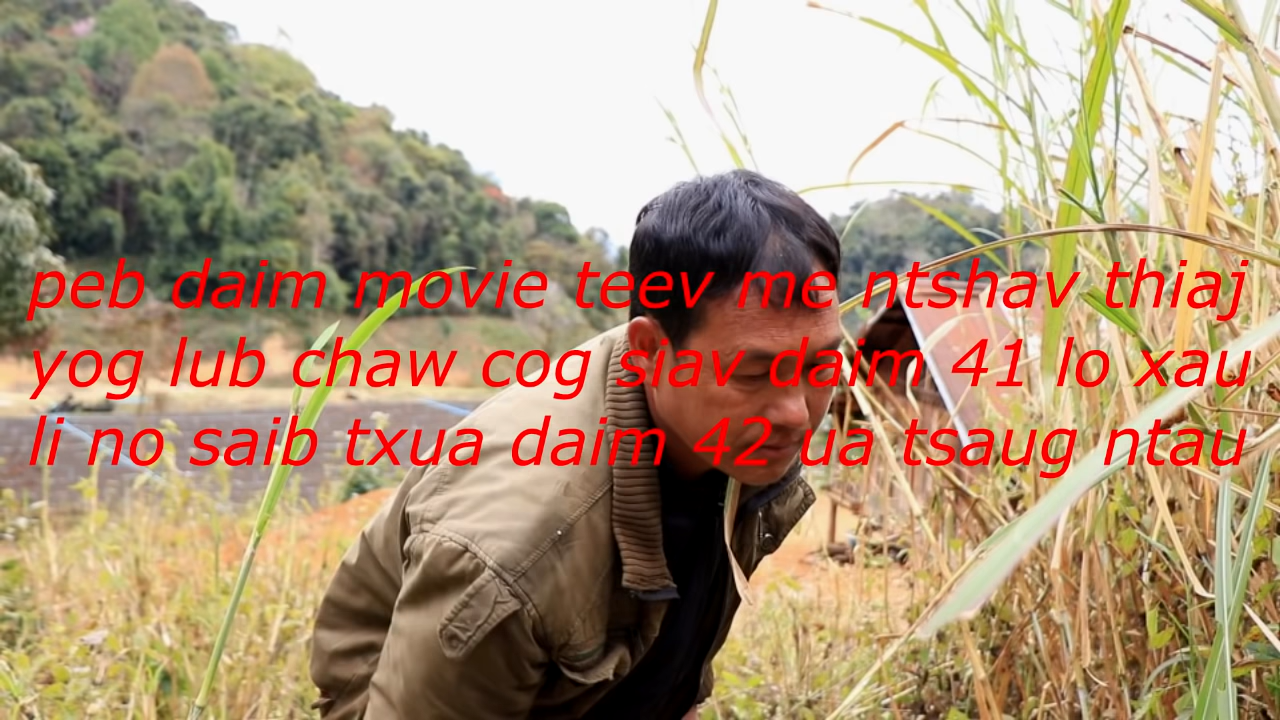 peb daim movie teev me ntshav thiaj
yog lub chaw cog siav daim 41 lo xau
li no saib txua daim 42 ua tsaug ntau